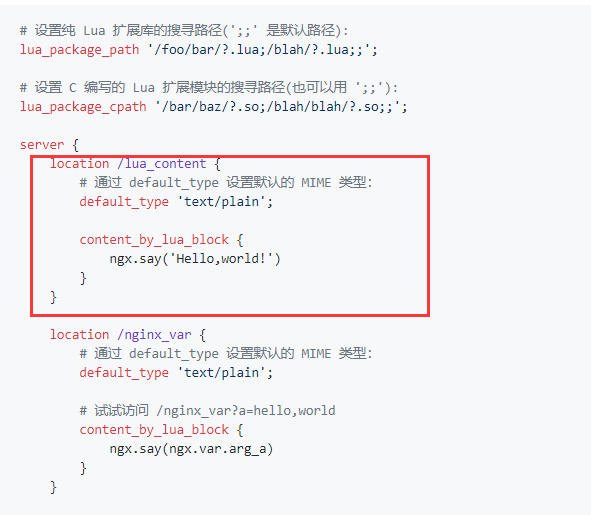 # 设置纯 Lua 扩展库的搜寻路径(';;' 是默认路径):
lua_package_path '/foo/bar/?.lua;/blah/?.lua;;';
# 设置 C 编写的 Lua 扩展模块的搜寻路径(也可以用 ';;'):
lua_package_cpath '/bar/baz/?.so;/blah/blah/?.so;;';
server {
location /lua_content {
# 通过 default_type 设置默认的 MIME 类型:
default_type 'text/plain';
content_by_lua_block {
ngx.say('Hello,world!')
}
}
location /nginx_var {
# 通过 default_type 设置默认的 MIME 类型:
default_type 'text/plain';
# 试试访问 /nginx_var?a=hello,world
content_by_lua_block {
ngx.say(ngx.var.arg_a)
}
}